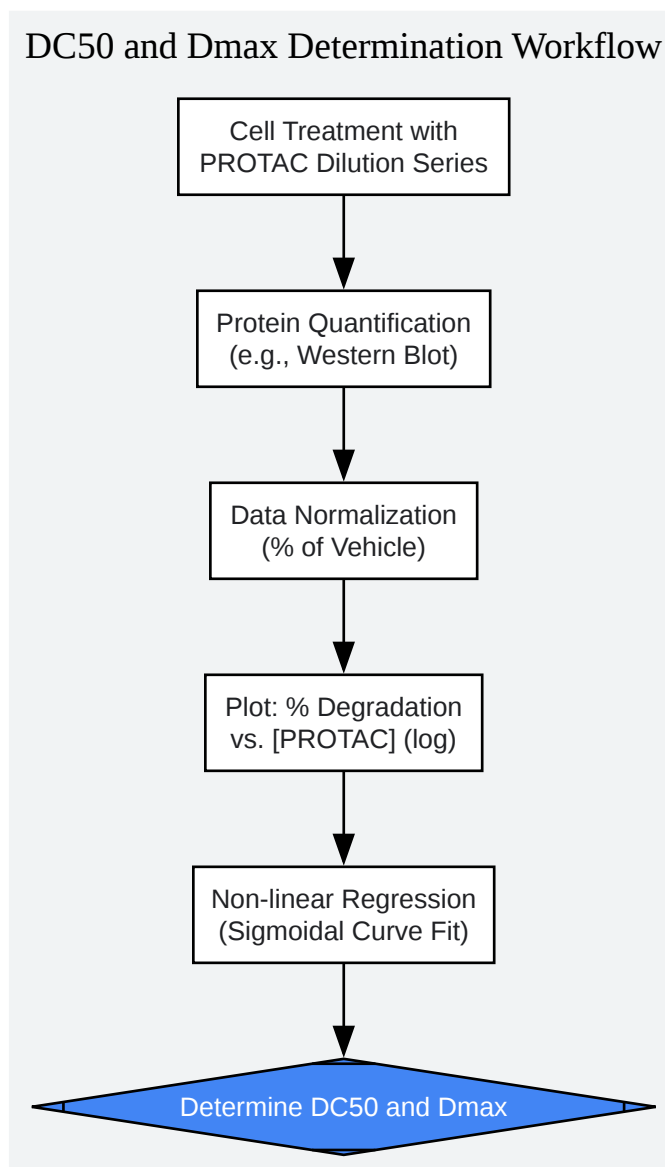 DC50 and Dmax Determination Workflow
Cell Treatment with
PROTAC Dilution Series
Protein Quantification
(e.g., Western Blot)
Data Normalization
(% of Vehicle)
Plot: % Degradation
vs. [PROTAC] (log)
Non-linear Regression
(Sigmoidal Curve Fit)
Determine DC50 and Dmax